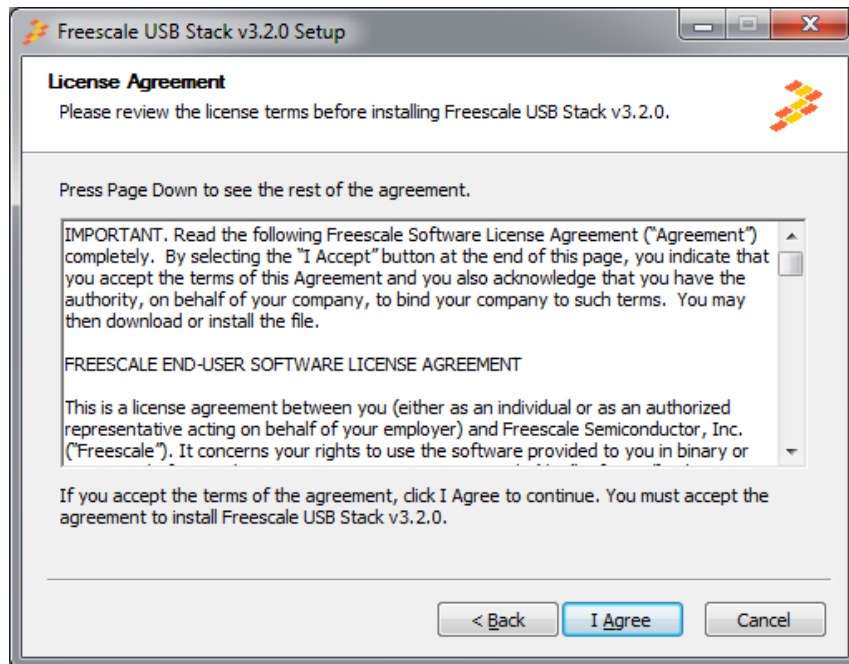 Freescale USB Stack v3.2.0 Setup
License Agreement
Please review the license terms before installing Freescale USB Stack v3.2.0.
Press Page Down to see the rest of the agreement.
IMPORTANT. Read the following Freescale Software License Agreement ("Agreement")
completely.  By selecting the "I Accept" button at the end of this page, you indicate that
you accept the terms of this Agreement and you also acknowledge that you have the
authority, on behalf of your company, to bind your company to such terms.  You may
then download or install the file.
FREESCALE END-USER SOFTWARE LICENSE AGREEMENT
This is a license agreement between you (either as an individual or as an authorized
representative acting on behalf of your employer) and Freescale Semiconductor, Inc.
("Freescale"). It concerns your rights to use the software provided to you in binary or
If you accept the terms of the agreement, click I Agree to continue. You must accept the
agreement to install Freescale USB Stack v3.2.0.
< Back
I Agree
Cancel